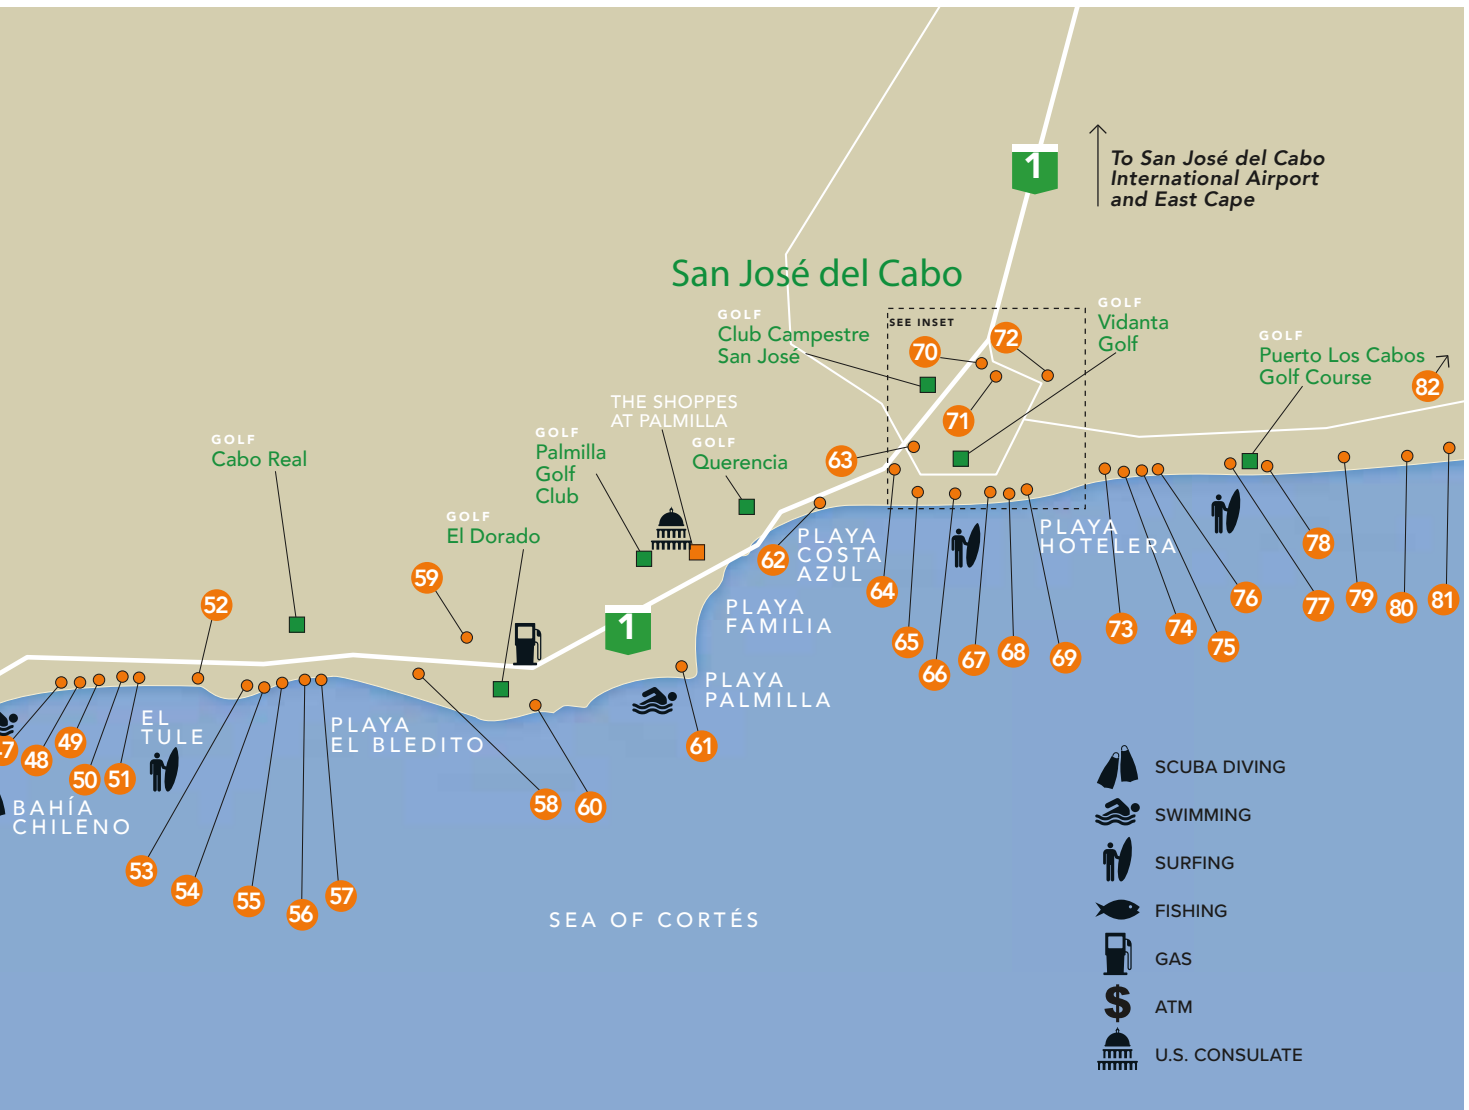 1
To San José del Cabo
International Airport
and East Cape
San José del Cabo
GOLF
Club Campestre
San José
SEE INSET
70
72
71
GOLF
Vidanta
Golf
GOLF
Puerto Los Cabos
Golf Course
82
THE SHOPPES
AT PALMILLA
GOLF
Cabo Real
GOLF
Palmilla
Golf
Club
GOLF
Querencia
63
GOLF
El Dorado
59
52
1
62
PLAYA
COSTA
AZUL
64
PLAYA
HOTELERA
78
76
77
79
80
81
PLAYA
FAMILIA
65
66
67
68
69
73
74
75
PLAYA
PALMILLA
61
EL
TULE
PLAYA
EL BLEDITO
47
48
49
50
51
BAHÍA
CHILENO
58
60
53
54
55
56
57
SEA OF CORTÉS
SCUBA DIVING
SWIMMING
SURFING
FISHING
GAS
$
ATM
U.S. CONSULATE